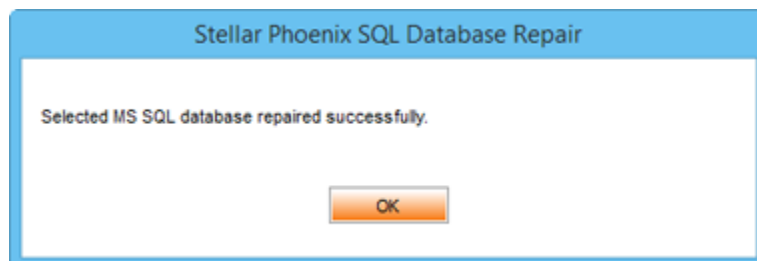 Stellar Phoenix SQL Database Repair
Selected MS SQL database repaired successfully.
OK